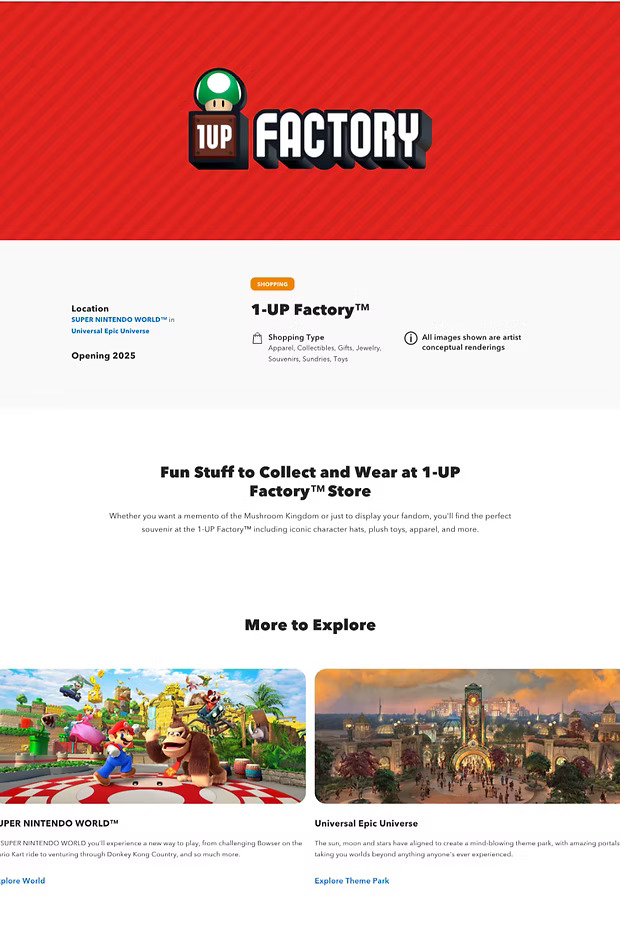 1UP FACTORY
SHOPPING
Location
SUPER NINTENDO WORLD™ in
Universal Epic Universe
Opening 2025
1-UP Factory™
Shopping Type
Apparel, Collectibles, Gifts, Jewelry,
Souvenirs, Sundries, Toys
All images shown are artist
conceptual renderings
Fun Stuff to Collect and Wear at 1-UP
Factory™ Store
Whether you want a memento of the Mushroom Kingdom or just to display your fandom, you'll find the perfect
souvenir at the 1-UP Factory™ including iconic character hats, plush toys, apparel, and more.
More to Explore
UPER NINTENDO WORLD™
SUPER NINTENDO WORLD you'll experience a new way to play, from challenging Bowser on the
ario Kart ride to venturing through Donkey Kong Country, and so much more.
plore World
Universal Epic Universe
The sun, moon and stars have aligned to create a mind-blowing theme park, with amazing portals
taking you worlds beyond anything anyone's ever experienced.
Explore Theme Park